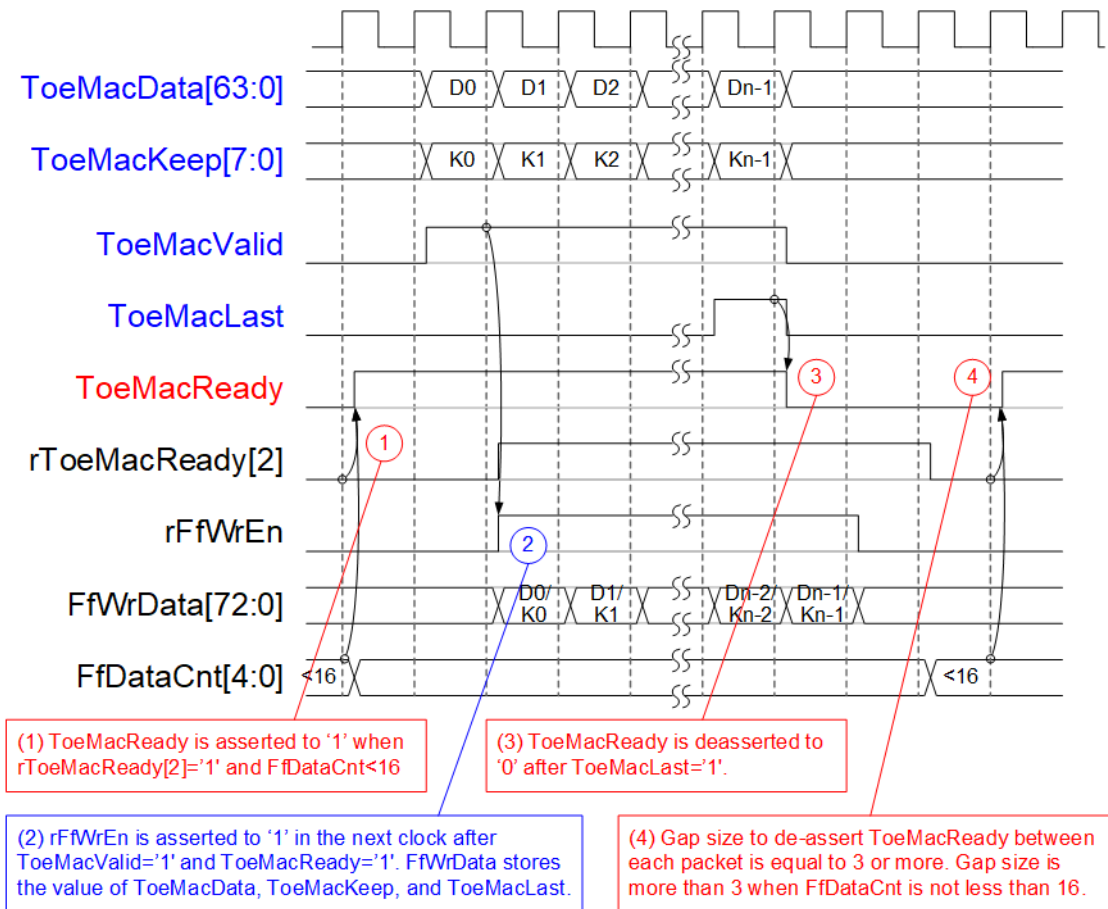 ToeMacData[63:0]
D0 D1 D2 Dn-1
ToeMacKeep[7:0]
K0 K1 K2 Kn-1
ToeMacValid
ToeMacLast
ToeMacReady
3
4
rToeMacReady[2]
1
rFfWrEn
2
FfWrData[72:0]
D0/ D1/ Dn-2/ Dn-1/
K0 K1 Kn-2 Kn-1
FfDataCnt[4:0]
<16
<16
(1) ToeMacReady is asserted to ‘1’ when
rToeMacReady[2]=’1' and FfDataCnt<16
(3) ToeMacReady is deasserted to
‘0’ after ToeMacLast=’1'.
(2) rFfWrEn is asserted to ‘1’ in the next clock after
ToeMacValid=’1' and ToeMacReady=’1'. FfWrData stores
the value of ToeMacData, ToeMacKeep, and ToeMacLast.
(4) Gap size to de-assert ToeMacReady between
each packet is equal to 3 or more. Gap size is
more than 3 when FfDataCnt is not less than 16.